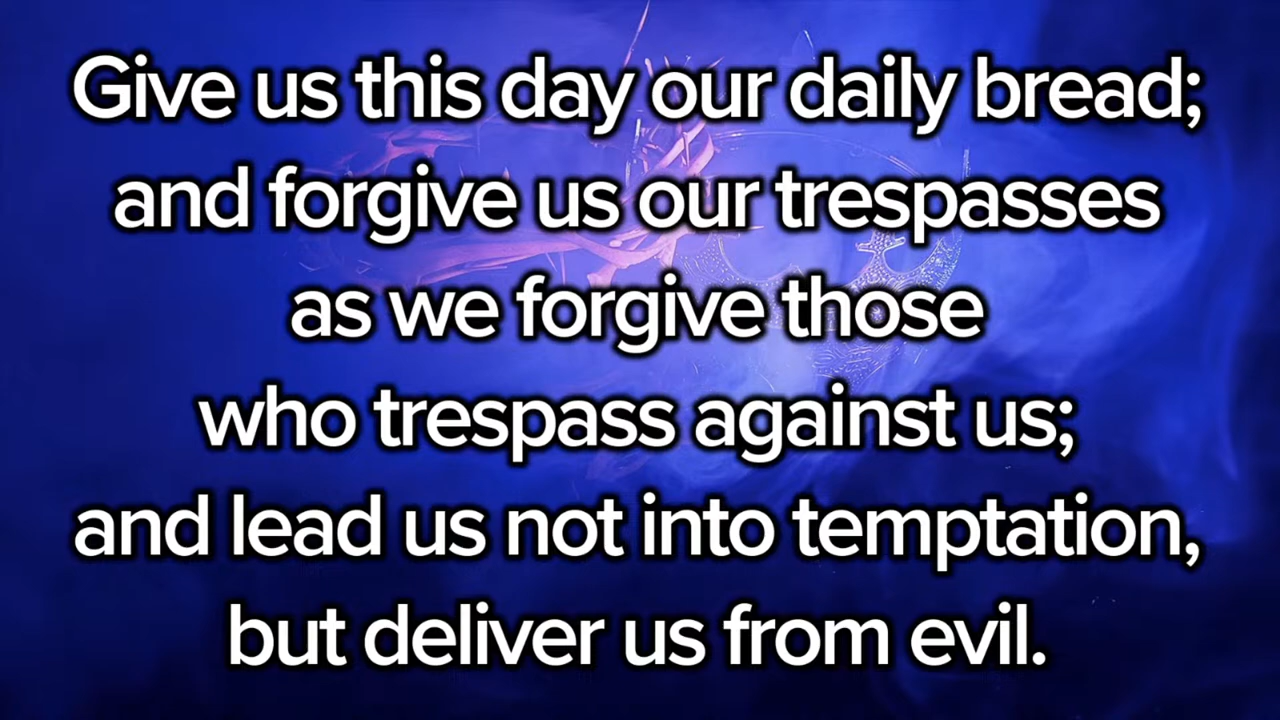 Give us this day our daily bread;
and forgive us our trespasses
as we forgive those
who trespass against us;
and lead us not into temptation,
but deliver us from evil.